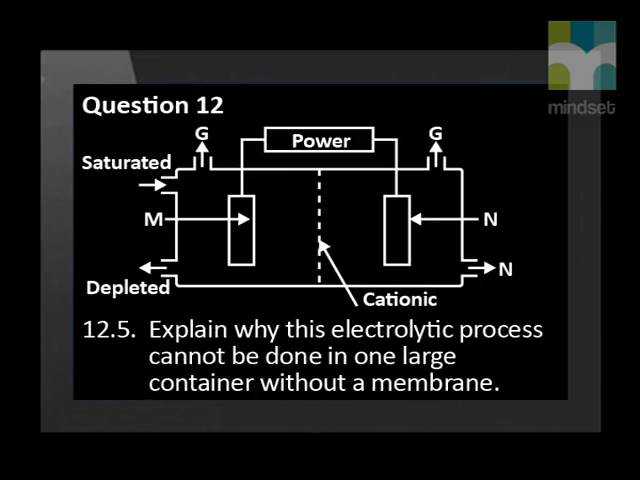 mindset
Question 12
G
Power
G
Saturated
M
N
Depleted
N
Cationic
12.5. Explain why this electrolytic process
cannot be done in one large
container without a membrane.